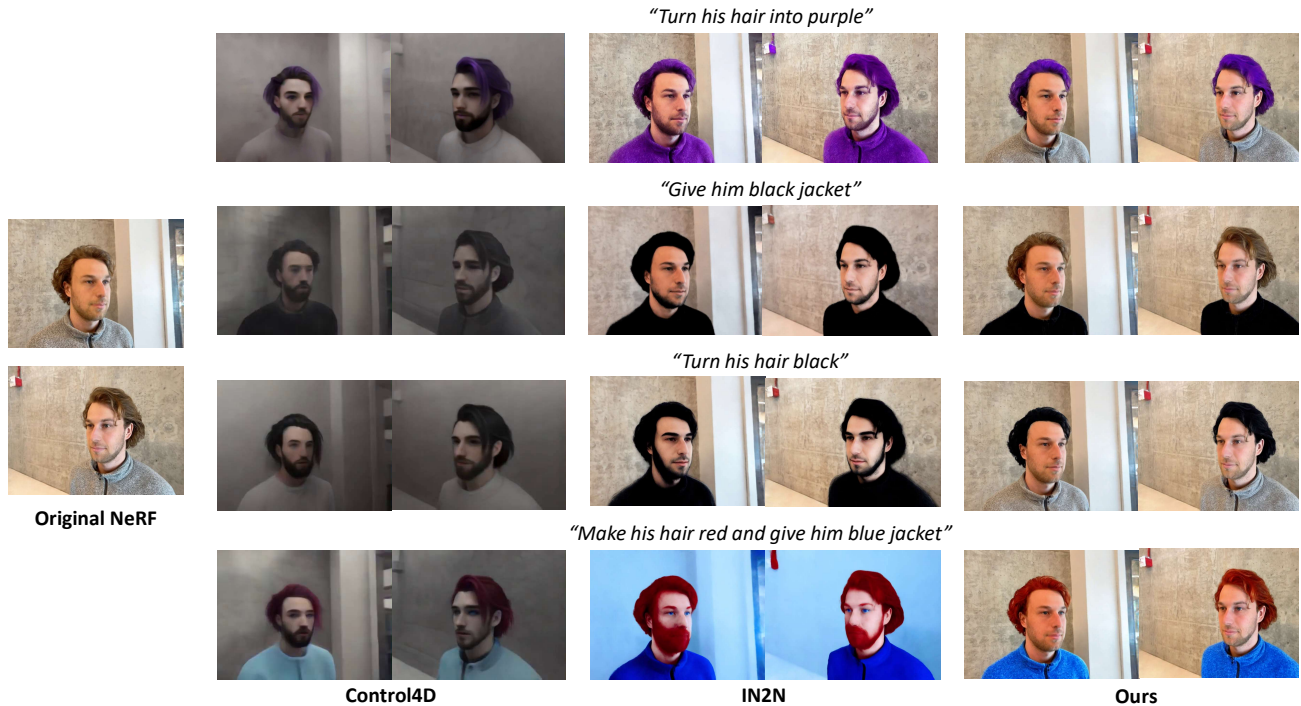 “Turn his hair into purple”
“Give him black jacket”
“Turn his hair black”
Original NeRF
“Make his hair red and give him blue jacket”
Control4D
IN2N
Ours